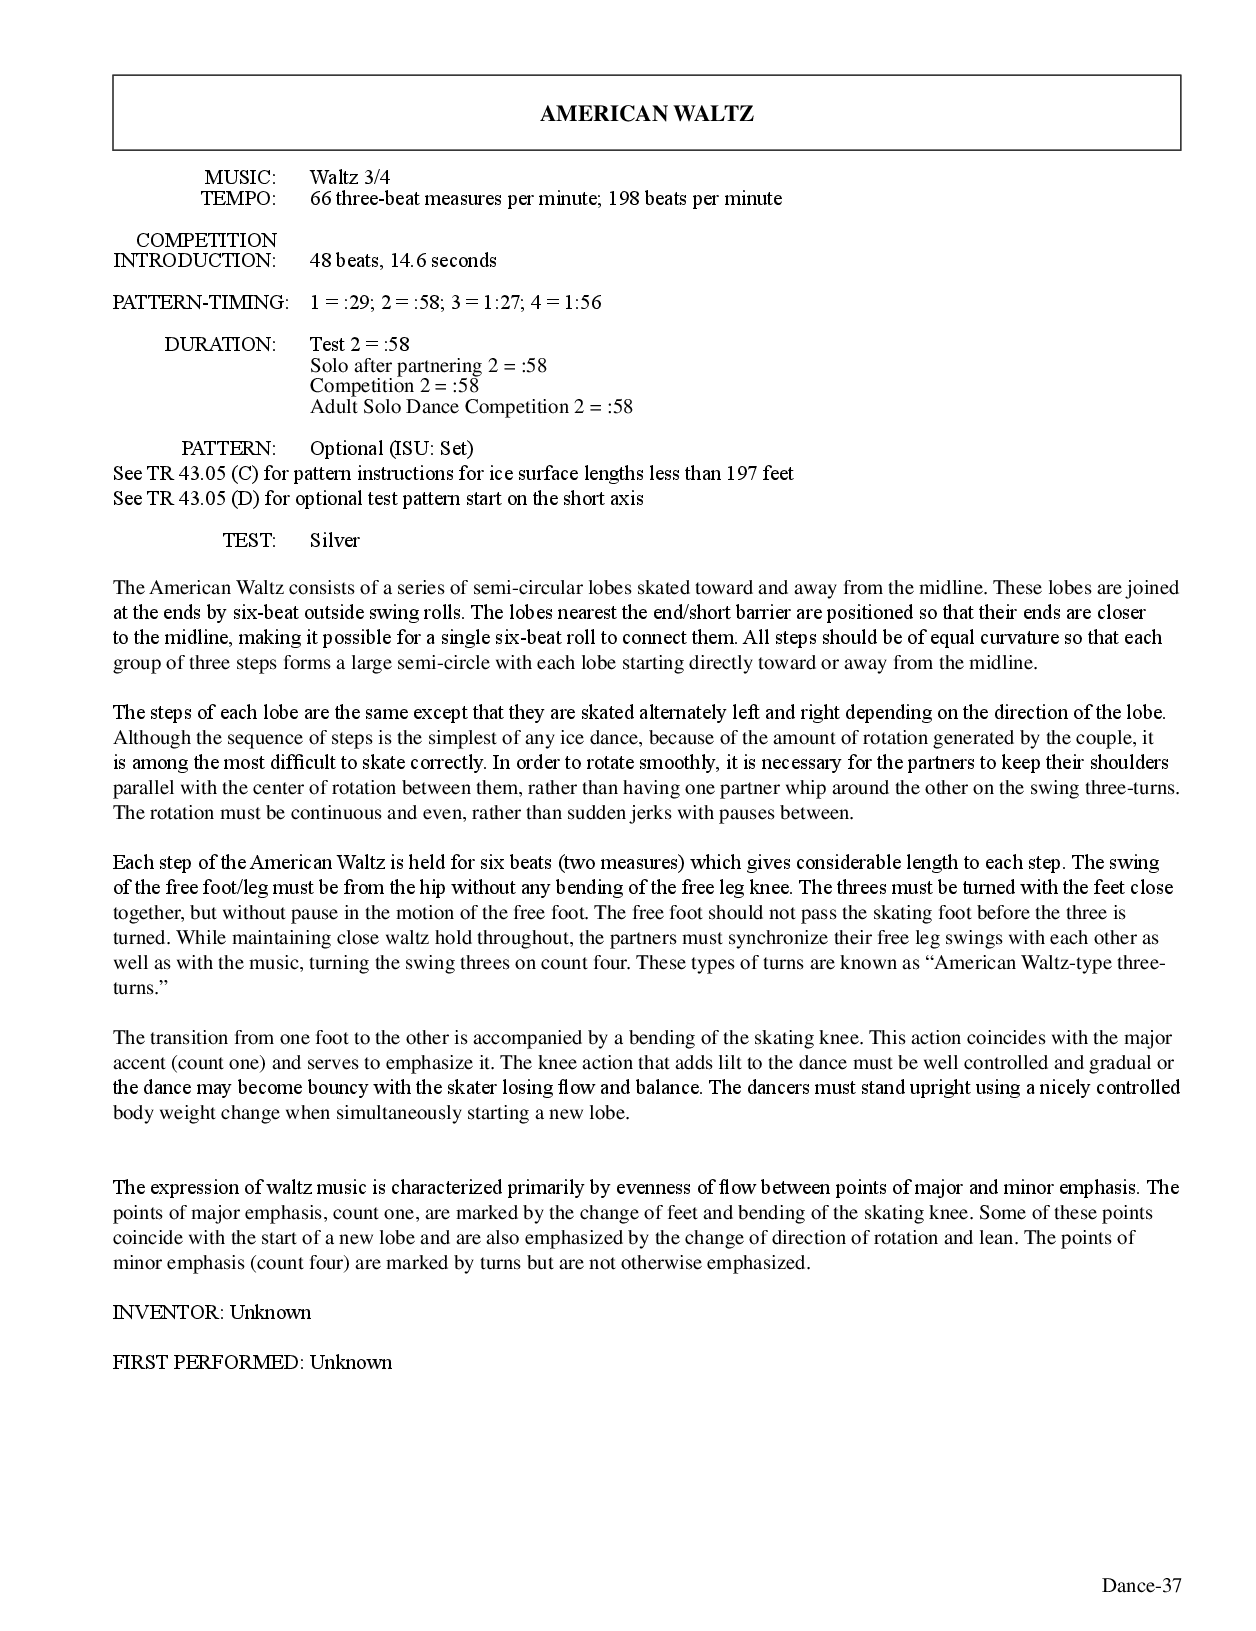 AMERICAN WALTZ
MUSIC: Waltz 3/4
TEMPO: 66 three-beat measures per minute; 198 beats per minute
COMPETITION
INTRODUCTION: 48 beats, 14.6 seconds
PATTERN-TIMING: 1 = :29; 2 = :58; 3 = 1:27; 4 = 1:56
DURATION: Test 2 = :58
Solo after partnering 2 = :58
Competition 2 = :58
Adult Solo Dance Competition 2 = :58
PATTERN: Optional (ISU: Set)
See TR 43.05 (C) for pattern instructions for ice surface lengths less than 197 feet
See TR 43.05 (D) for optional test pattern start on the short axis
TEST: Silver
The American Waltz consists of a series of semi-circular lobes skated toward and away from the midline. These lobes are joined
at the ends by six-beat outside swing rolls. The lobes nearest the end/short barrier are positioned so that their ends are closer
to the midline, making it possible for a single six-beat roll to connect them. All steps should be of equal curvature so that each
group of three steps forms a large semi-circle with each lobe starting directly toward or away from the midline.
The steps of each lobe are the same except that they are skated alternately left and right depending on the direction of the lobe.
Although the sequence of steps is the simplest of any ice dance, because of the amount of rotation generated by the couple, it
is among the most difficult to skate correctly. In order to rotate smoothly, it is necessary for the partners to keep their shoulders
parallel with the center of rotation between them, rather than having one partner whip around the other on the swing three-turns.
The rotation must be continuous and even, rather than sudden jerks with pauses between.
Each step of the American Waltz is held for six beats (two measures) which gives considerable length to each step. The swing
of the free foot/leg must be from the hip without any bending of the free leg knee. The threes must be turned with the feet close
together, but without pause in the motion of the free foot. The free foot should not pass the skating foot before the three is
turned. While maintaining close waltz hold throughout, the partners must synchronize their free leg swings with each other as
well as with the music, turning the swing threes on count four. These types of turns are known as “American Waltz-type three-
turns.”
The transition from one foot to the other is accompanied by a bending of the skating knee. This action coincides with the major
accent (count one) and serves to emphasize it. The knee action that adds lilt to the dance must be well controlled and gradual or
the dance may become bouncy with the skater losing flow and balance. The dancers must stand upright using a nicely controlled
body weight change when simultaneously starting a new lobe.
The expression of waltz music is characterized primarily by evenness of flow between points of major and minor emphasis. The
points of major emphasis, count one, are marked by the change of feet and bending of the skating knee. Some of these points
coincide with the start of a new lobe and are also emphasized by the change of direction of rotation and lean. The points of
minor emphasis (count four) are marked by turns but are not otherwise emphasized.
INVENTOR: Unknown
FIRST PERFORMED: Unknown
Dance-37